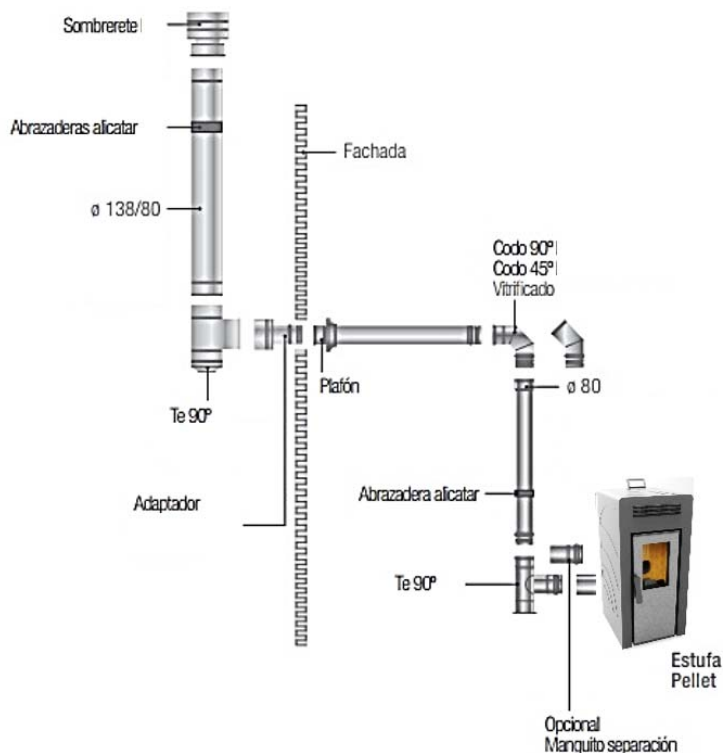 Sombrerete
Abrazaderas alicatar
Fachada
ø 138/80
Codo 90º
Codo 45º
Vitrificado
Plafón
ø 80
Te 90º
Adaptador
Abrazadera alicatar
Te 90º
Estufa
Pellet
Opcional
Manguito separación